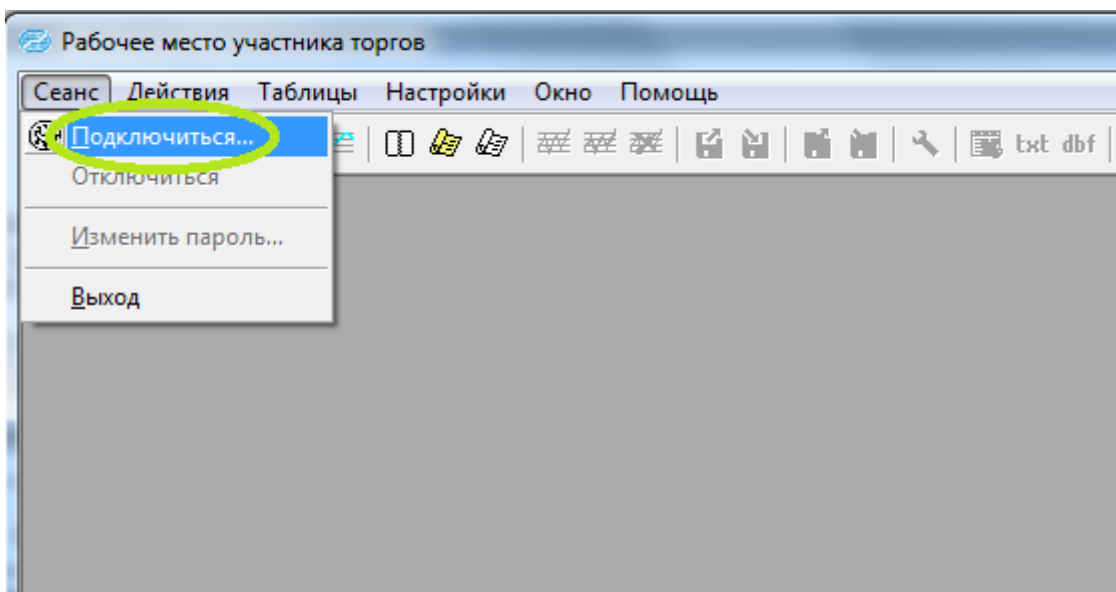 Рабочее место участника торгов
Сеанс Действия Таблицы Настройки Окно Помощь
Подключиться... txt dbf
Отключиться
Изменить пароль...
Выход